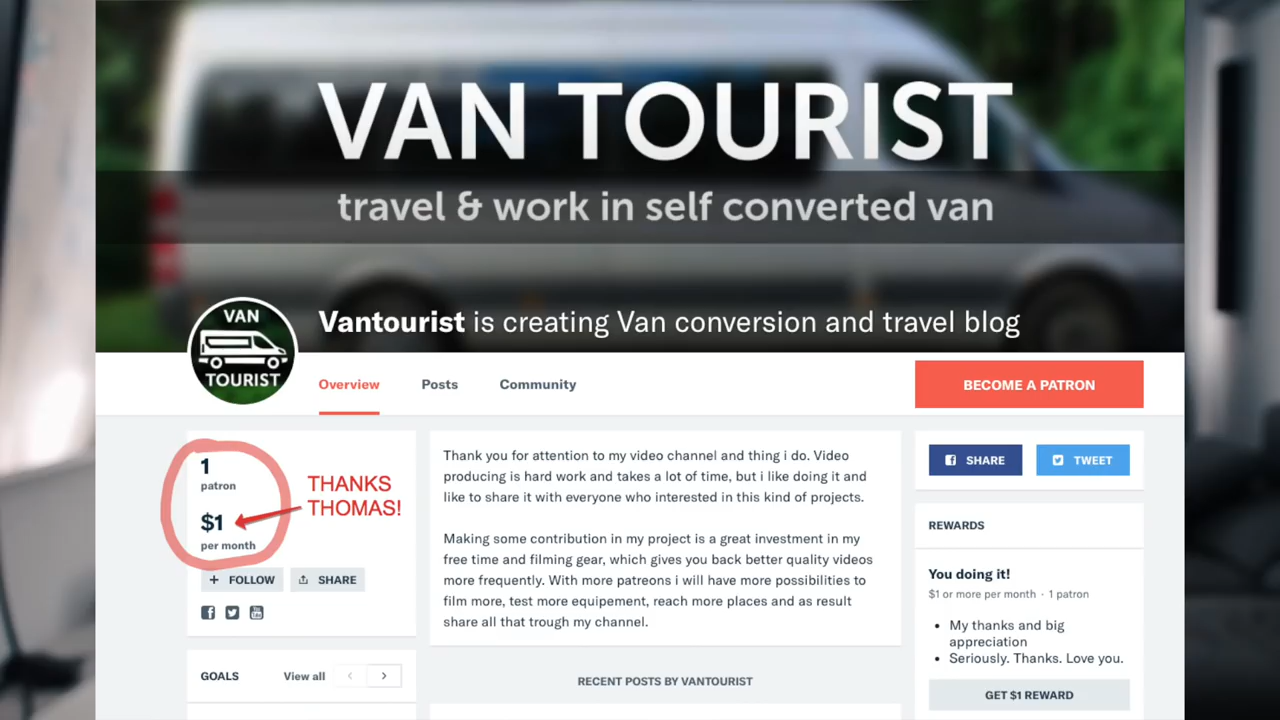 VAN TOURIST
travel & work in self converted van
VAN
TOURIST
Vantourist is creating Van conversion and travel blog
Overview
Posts
Community
BECOME A PATRON
1
patron
$1
per month
THANKS
THOMAS!
+ FOLLOW
SHARE
GOALS
View all
Thank you for attention to my video channel and thing i do. Video
producing is hard work and takes a lot of time, but i like doing it and
like to share it with everyone who interested in this kind of projects.
Making some contribution in my project is a great investment in my
free time and filming gear, which gives you back better quality videos
more frequently. With more patreons i will have more possibilities to
film more, test more equipement, reach more places and as result
share all that trough my channel.
RECENT POSTS BY VANTOURIST
SHARE
TWEET
REWARDS
You doing it!
$1 or more per month · 1 patron
• My thanks and big
appreciation
• Seriously. Thanks. Love you.
GET $1 REWARD